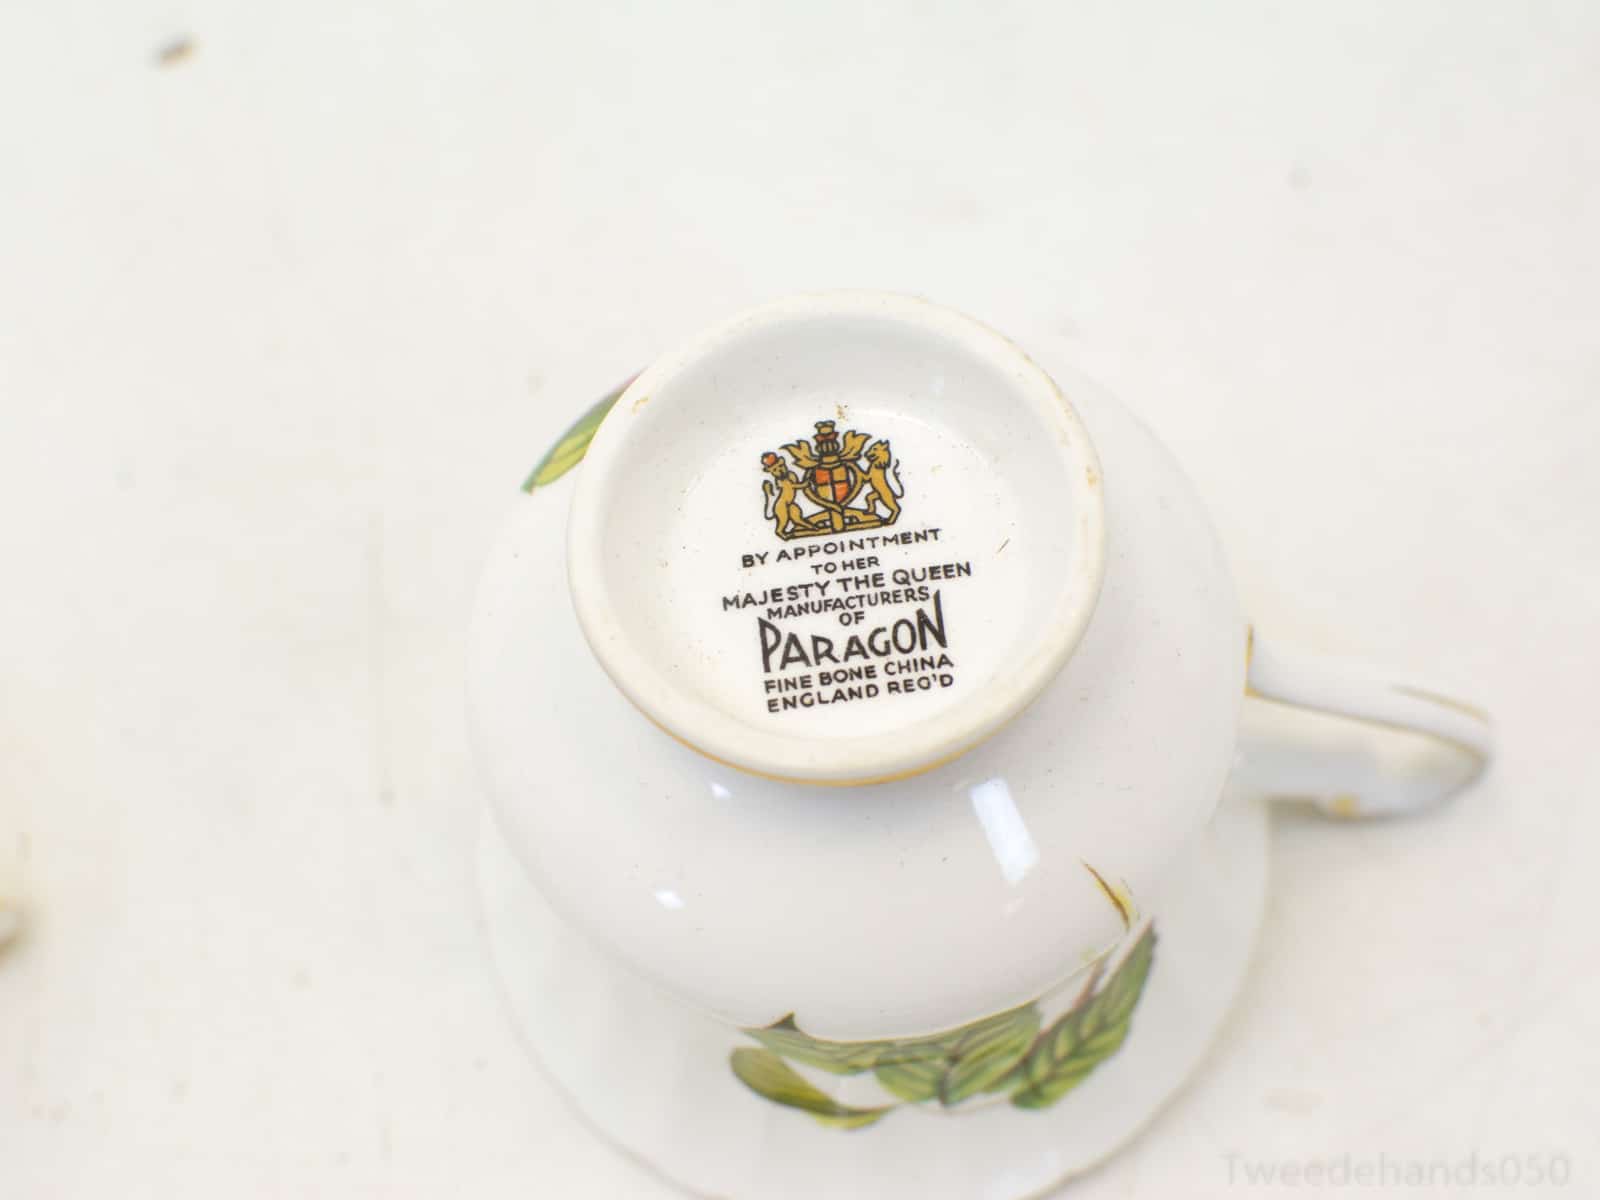 BY APPOINTMENT
TO HER
MAJESTY THE QUEEN
MANUFACTURERS
OF
PARAGON
FINE BONE CHINA
ENGLAND REG'D
Tweedehands050